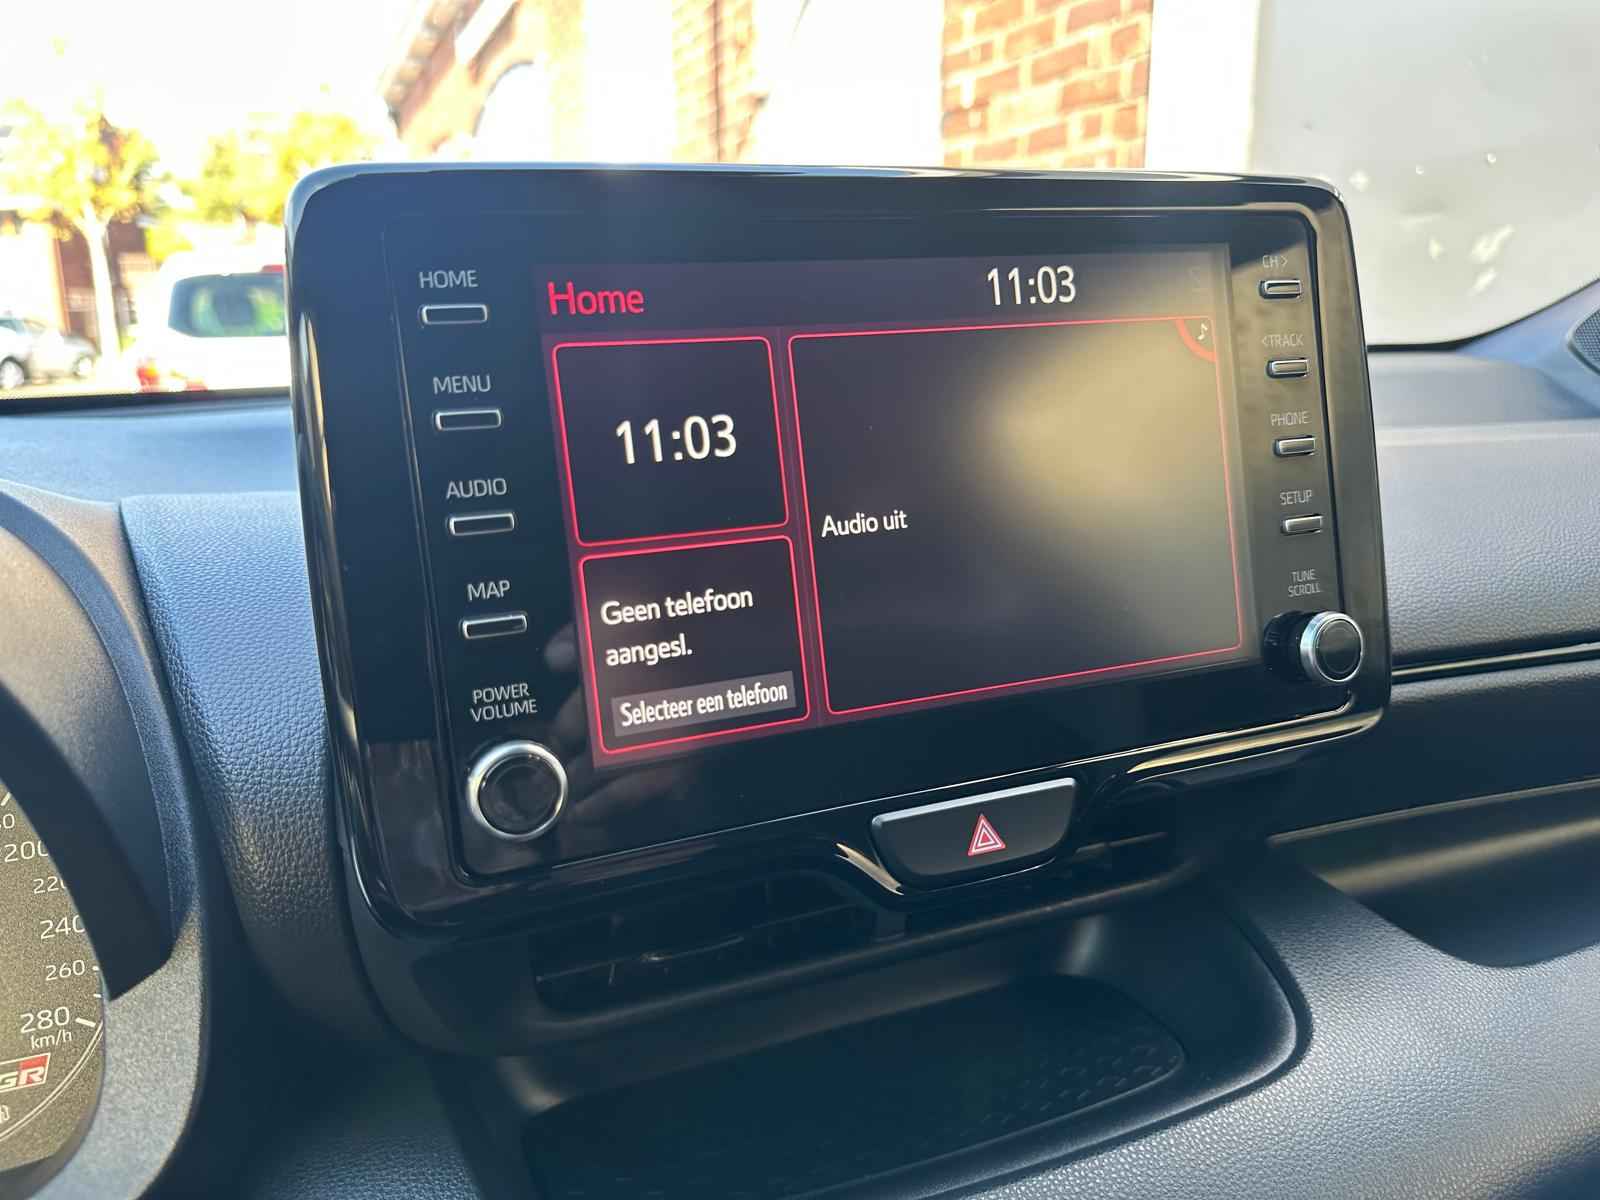 HOME
MENU
AUDIO
MAP
POWER
VOLUME
Home
11:03
11:03
Audio uit
Geen telefoon
aangesl.
Selecteer een telefoon
CH >
<TRACK
PHONE
SETUP
TUNE
SCROLL
200
220
240
260
280
km/h
GR